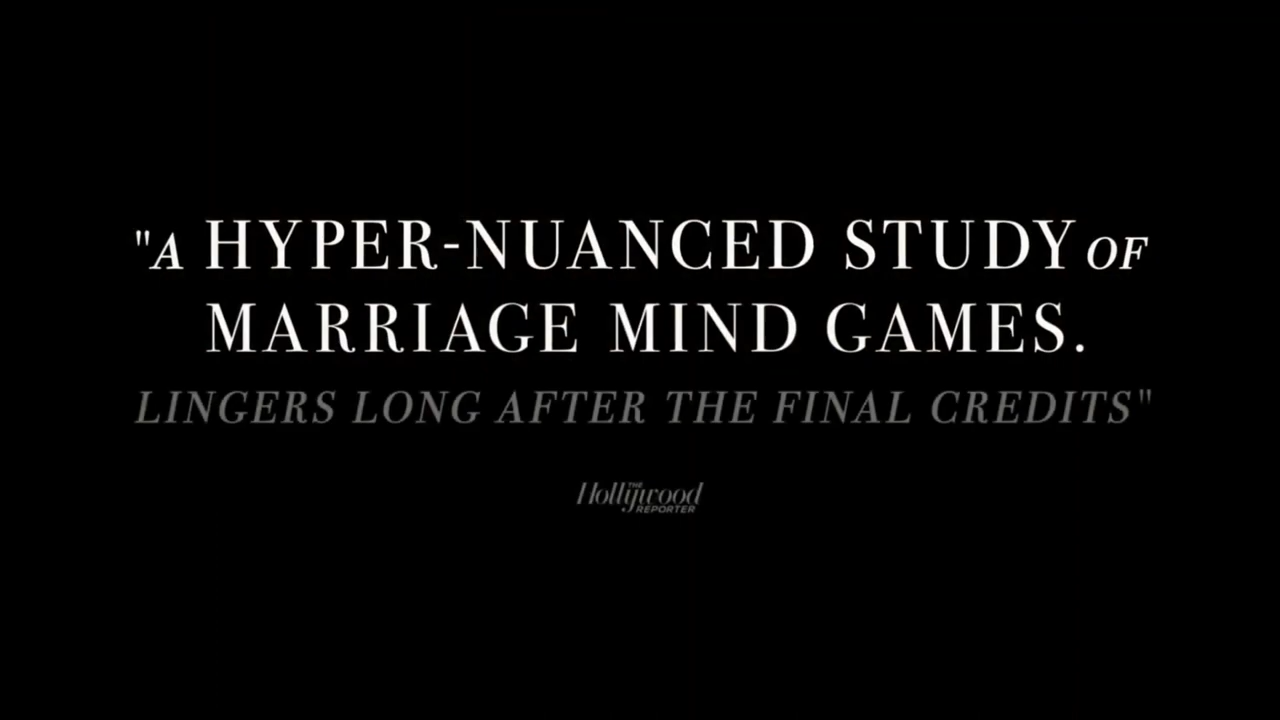 "A HYPER-NUANCED STUDY OF
MARRIAGE MIND GAMES.
LINGERS LONG AFTER THE FINAL CREDITS"
THE
Hollywood
REPORTER